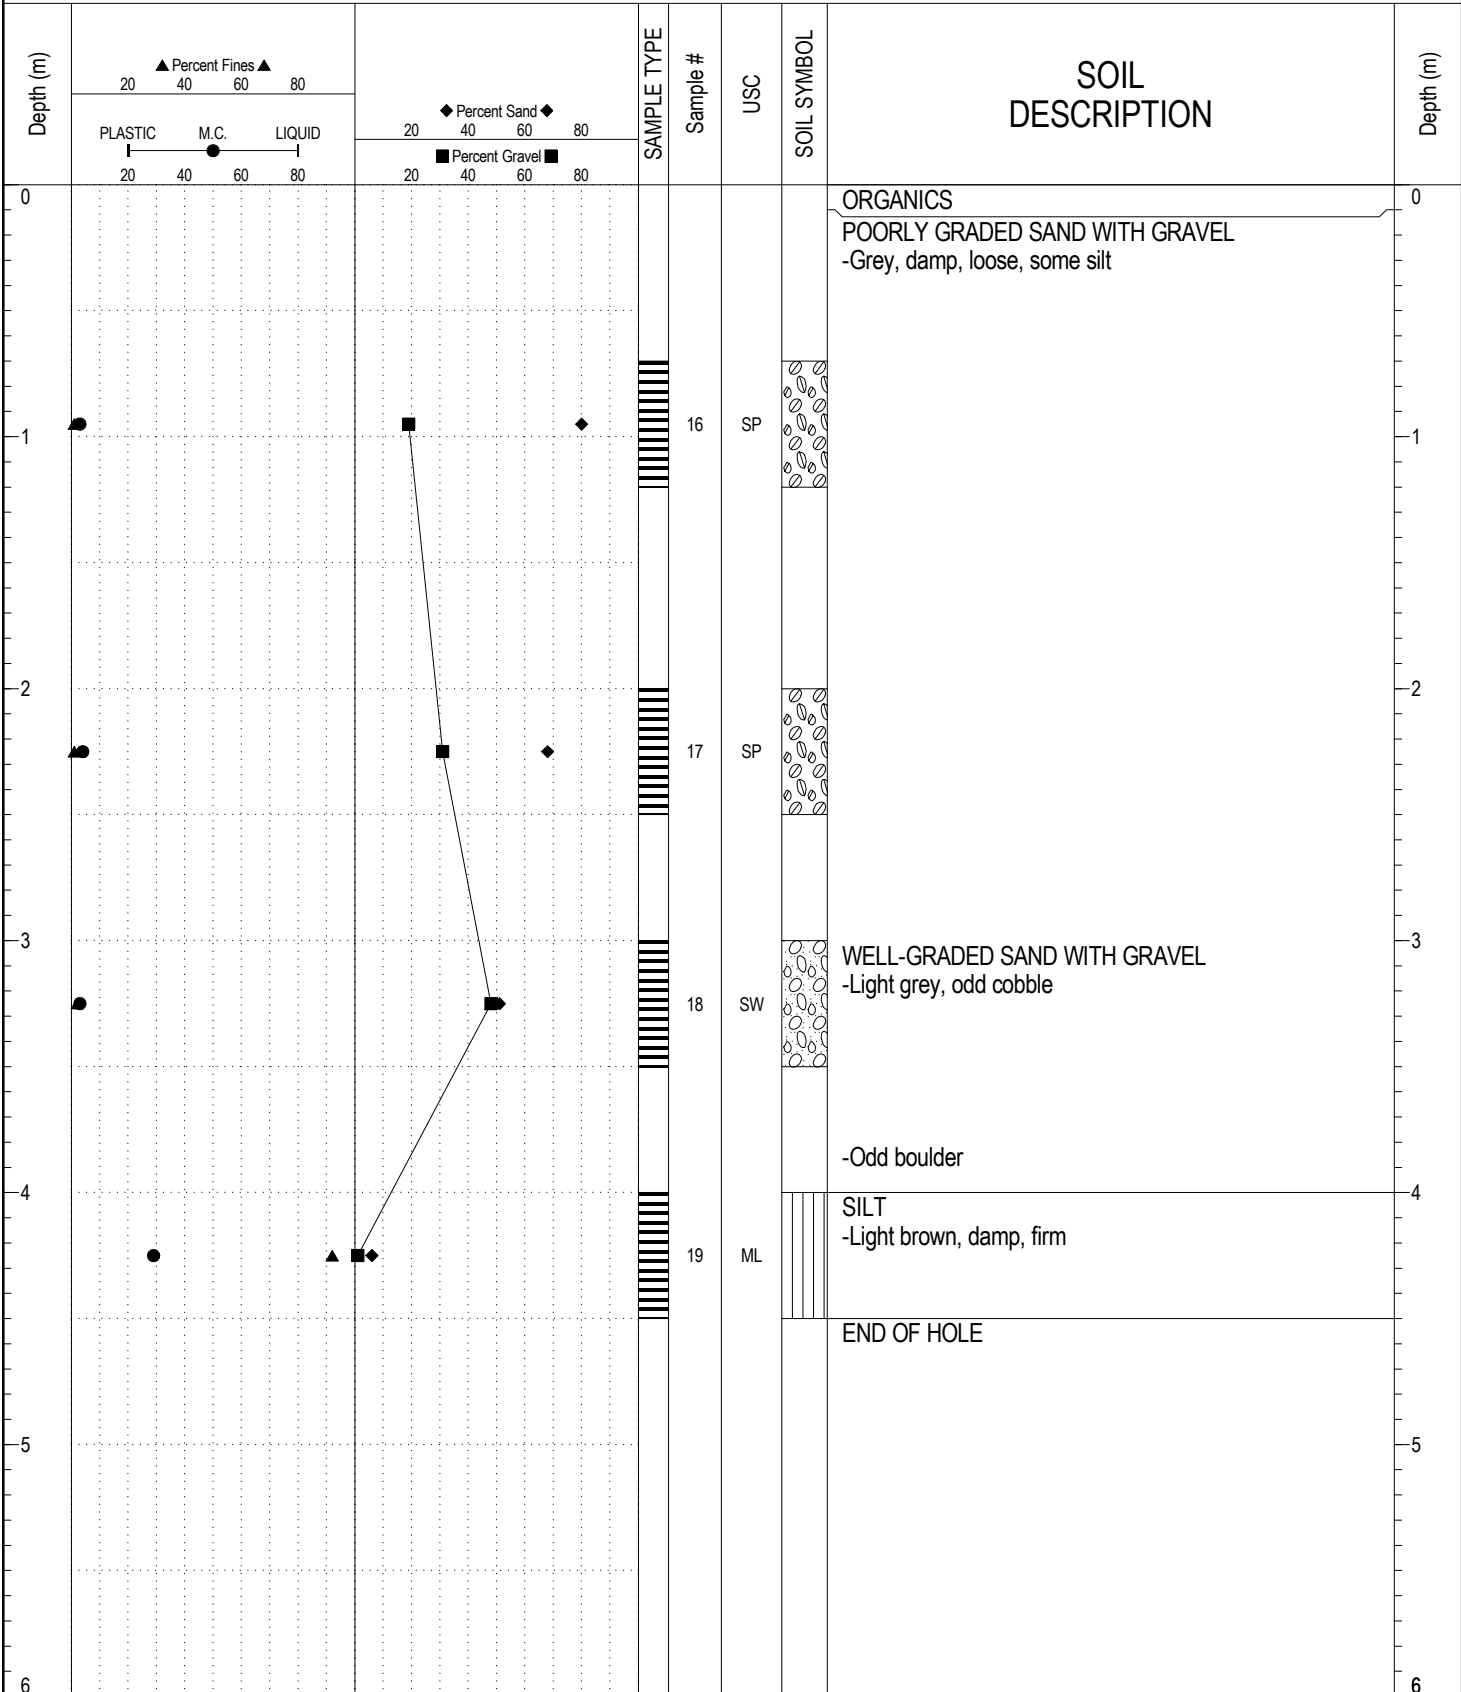 Depth (m)
▲ Percent Fines ▲
20 40 60 80
PLASTIC M.C. LIQUID
20 40 60 80
◆ Percent Sand ◆
20 40 60 80
■ Percent Gravel ■
20 40 60 80
SAMPLE TYPE
Sample #
USC
SOIL SYMBOL
SOIL
DESCRIPTION
Depth (m)
0 ORGANICS 0
POORLY GRADED SAND WITH GRAVEL
-Grey, damp, loose, some silt
16 SP
1 1
2 2
17 SP
3 3
WELL-GRADED SAND WITH GRAVEL
-Light grey, odd cobble
18 SW
-Odd boulder
4 4
SILT
-Light brown, damp, firm
19 ML
END OF HOLE
5 5
6 6